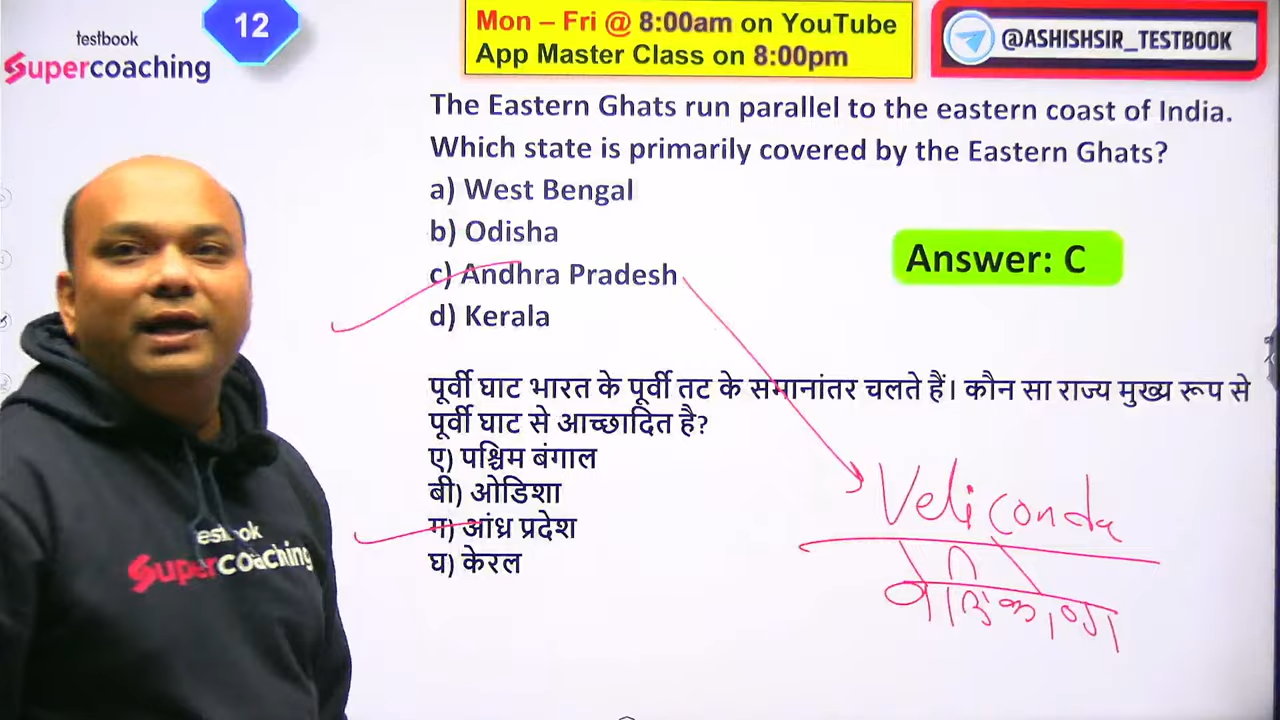 testbook
Supercoaching
12
Mon – Fri @ 8:00am on YouTube
App Master Class on 8:00pm
@ASHISHSIR_TESTBOOK
The Eastern Ghats run parallel to the eastern coast of India.
Which state is primarily covered by the Eastern Ghats?
a) West Bengal
b) Odisha
c) Andhra Pradesh
d) Kerala
Answer: C
पूर्वी घाट भारत के पूर्वी तट के समानांतर चलते हैं। कौन सा राज्य मुख्य रूप से
पूर्वी घाट से आच्छादित है?
ए) पश्चिम बंगाल
बी) ओडिशा
ग) आंध्र प्रदेश
घ) केरल
Veliconda
testbook
Supercoaching